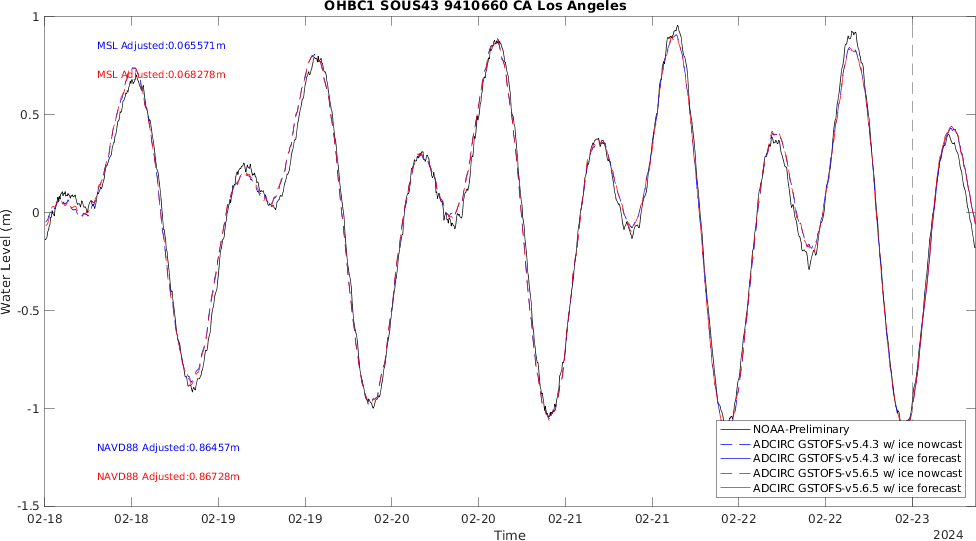 OHBC1 SOUS43 9410660 CA Los Angeles
MSL Adjusted:0.065571m
MSL Adjusted:0.068278m
NAVD88 Adjusted:0.86457m
NAVD88 Adjusted:0.86728m
Water Level (m)
1
0.5
0
-0.5
-1
-1.5
NOAA-Preliminary
ADCIRC GSTOFS-v5.4.3 w/ ice nowcast
ADCIRC GSTOFS-v5.4.3 w/ ice forecast
ADCIRC GSTOFS-v5.6.5 w/ ice nowcast
ADCIRC GSTOFS-v5.6.5 w/ ice forecast
02-18 02-18 02-19 02-19 02-20 02-20 02-21 02-21 02-22 02-22 02-23
Time
2024